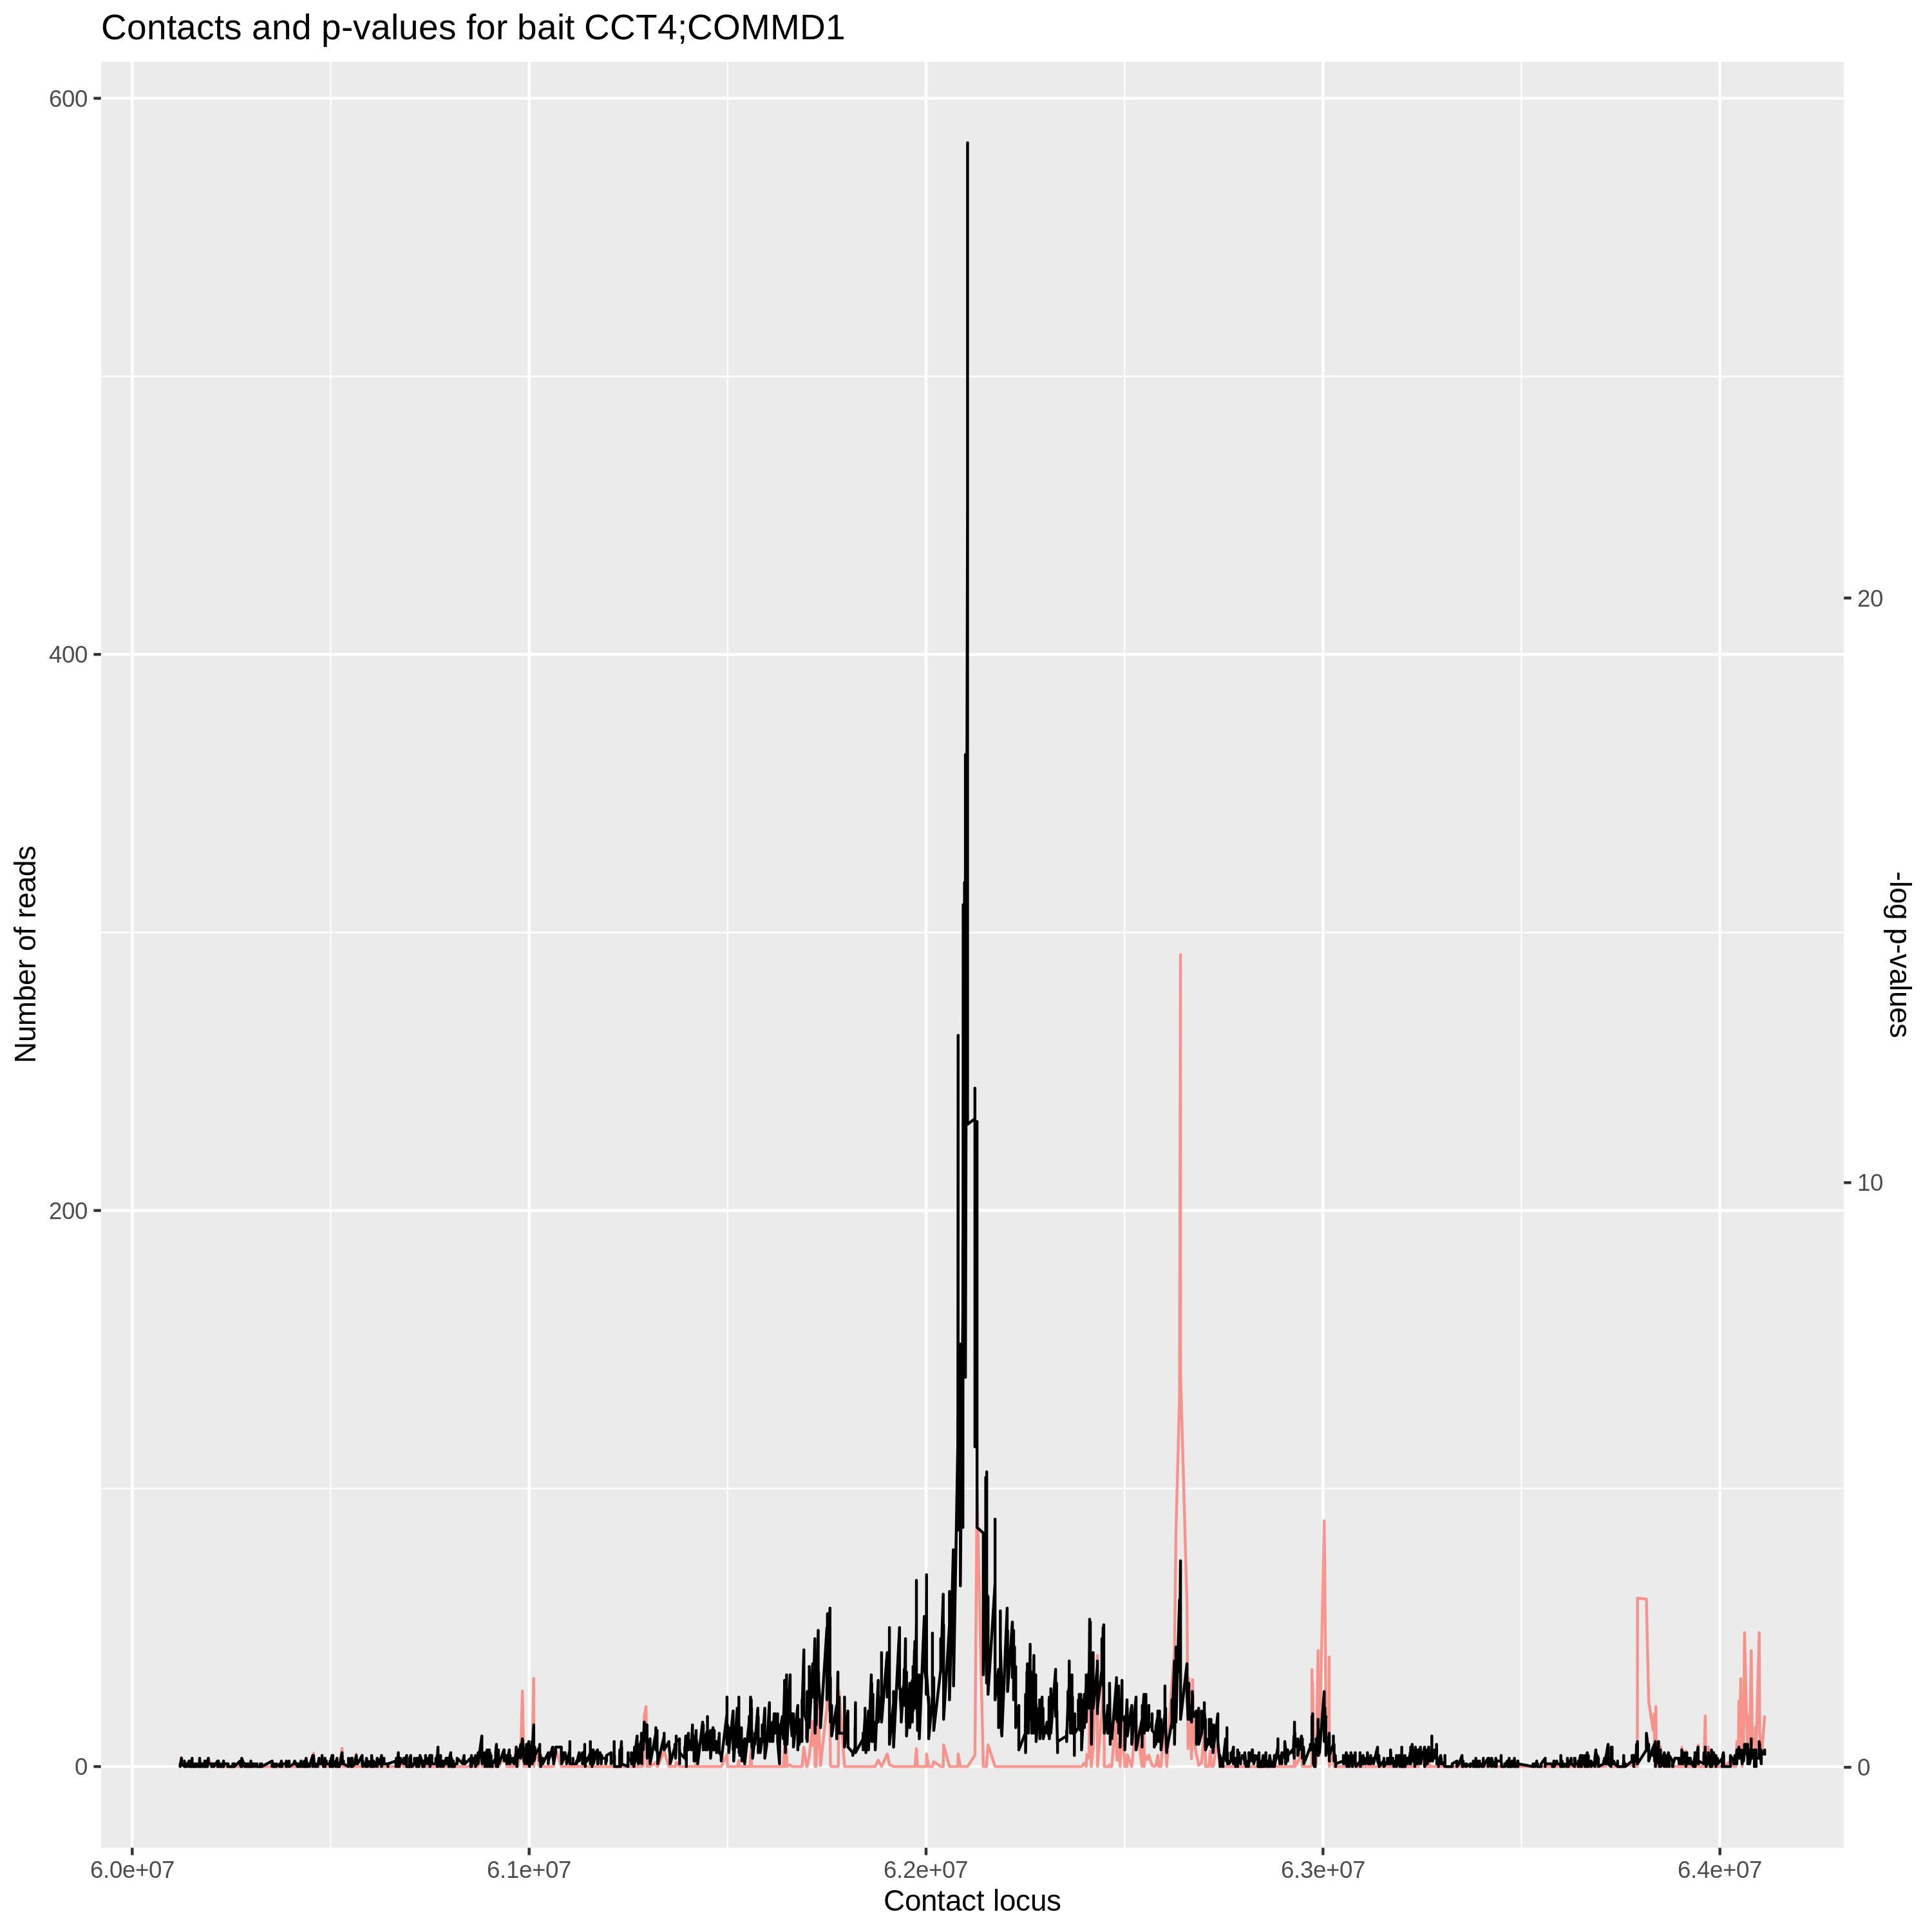 Contacts and p-values for bait CCT4;COMMD1
600
400
200
0
Number of reads
20
10
0
-log p-values
6.0e+07 6.1e+07 6.2e+07 6.3e+07 6.4e+07
Contact locus